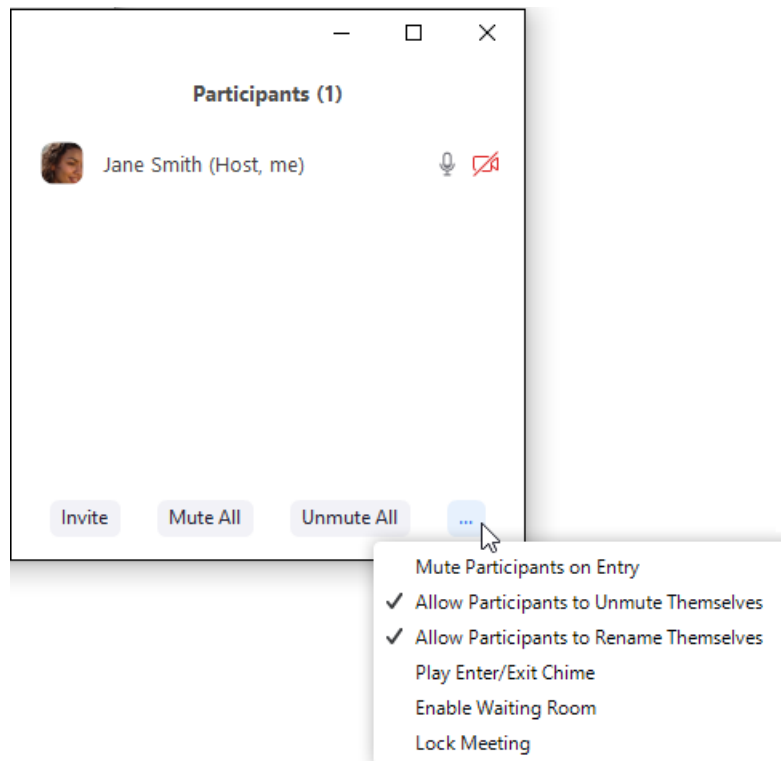 Participants (1)
Jane Smith (Host, me)
Invite Mute All Unmute All ...
Mute Participants on Entry
✓ Allow Participants to Unmute Themselves
✓ Allow Participants to Rename Themselves
Play Enter/Exit Chime
Enable Waiting Room
Lock Meeting